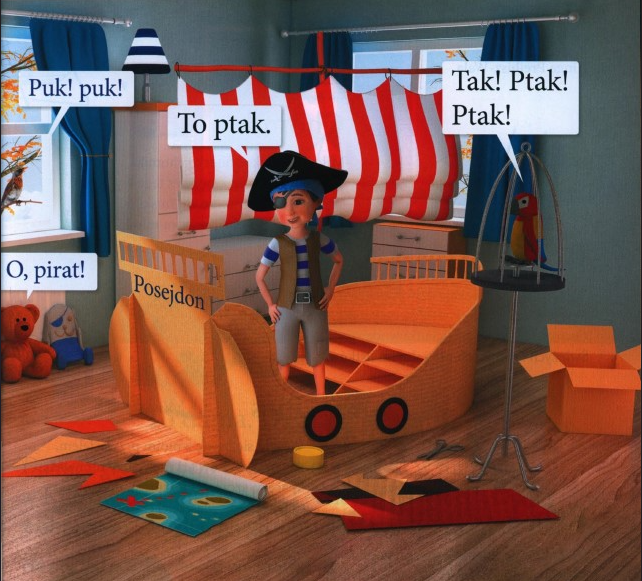 Puk! puk!
To ptak.
Tak! Ptak!
Ptak!
O, pirat!
Posejdon